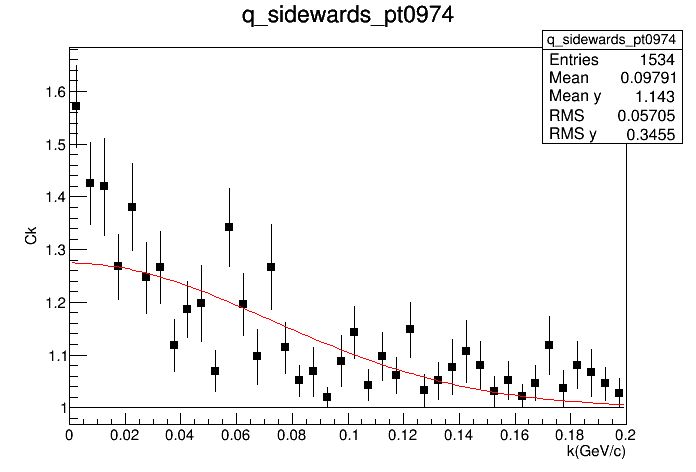 q_sidewards_pt0974
q_sidewards_pt0974
Entries 1534
Mean 0.09791
Mean y 1.143
RMS 0.05705
RMS y 0.3455
Ck
1.6
1.5
1.4
1.3
1.2
1.1
1
0 0.02 0.04 0.06 0.08 0.1 0.12 0.14 0.16 0.18 0.2
k(GeV/c)